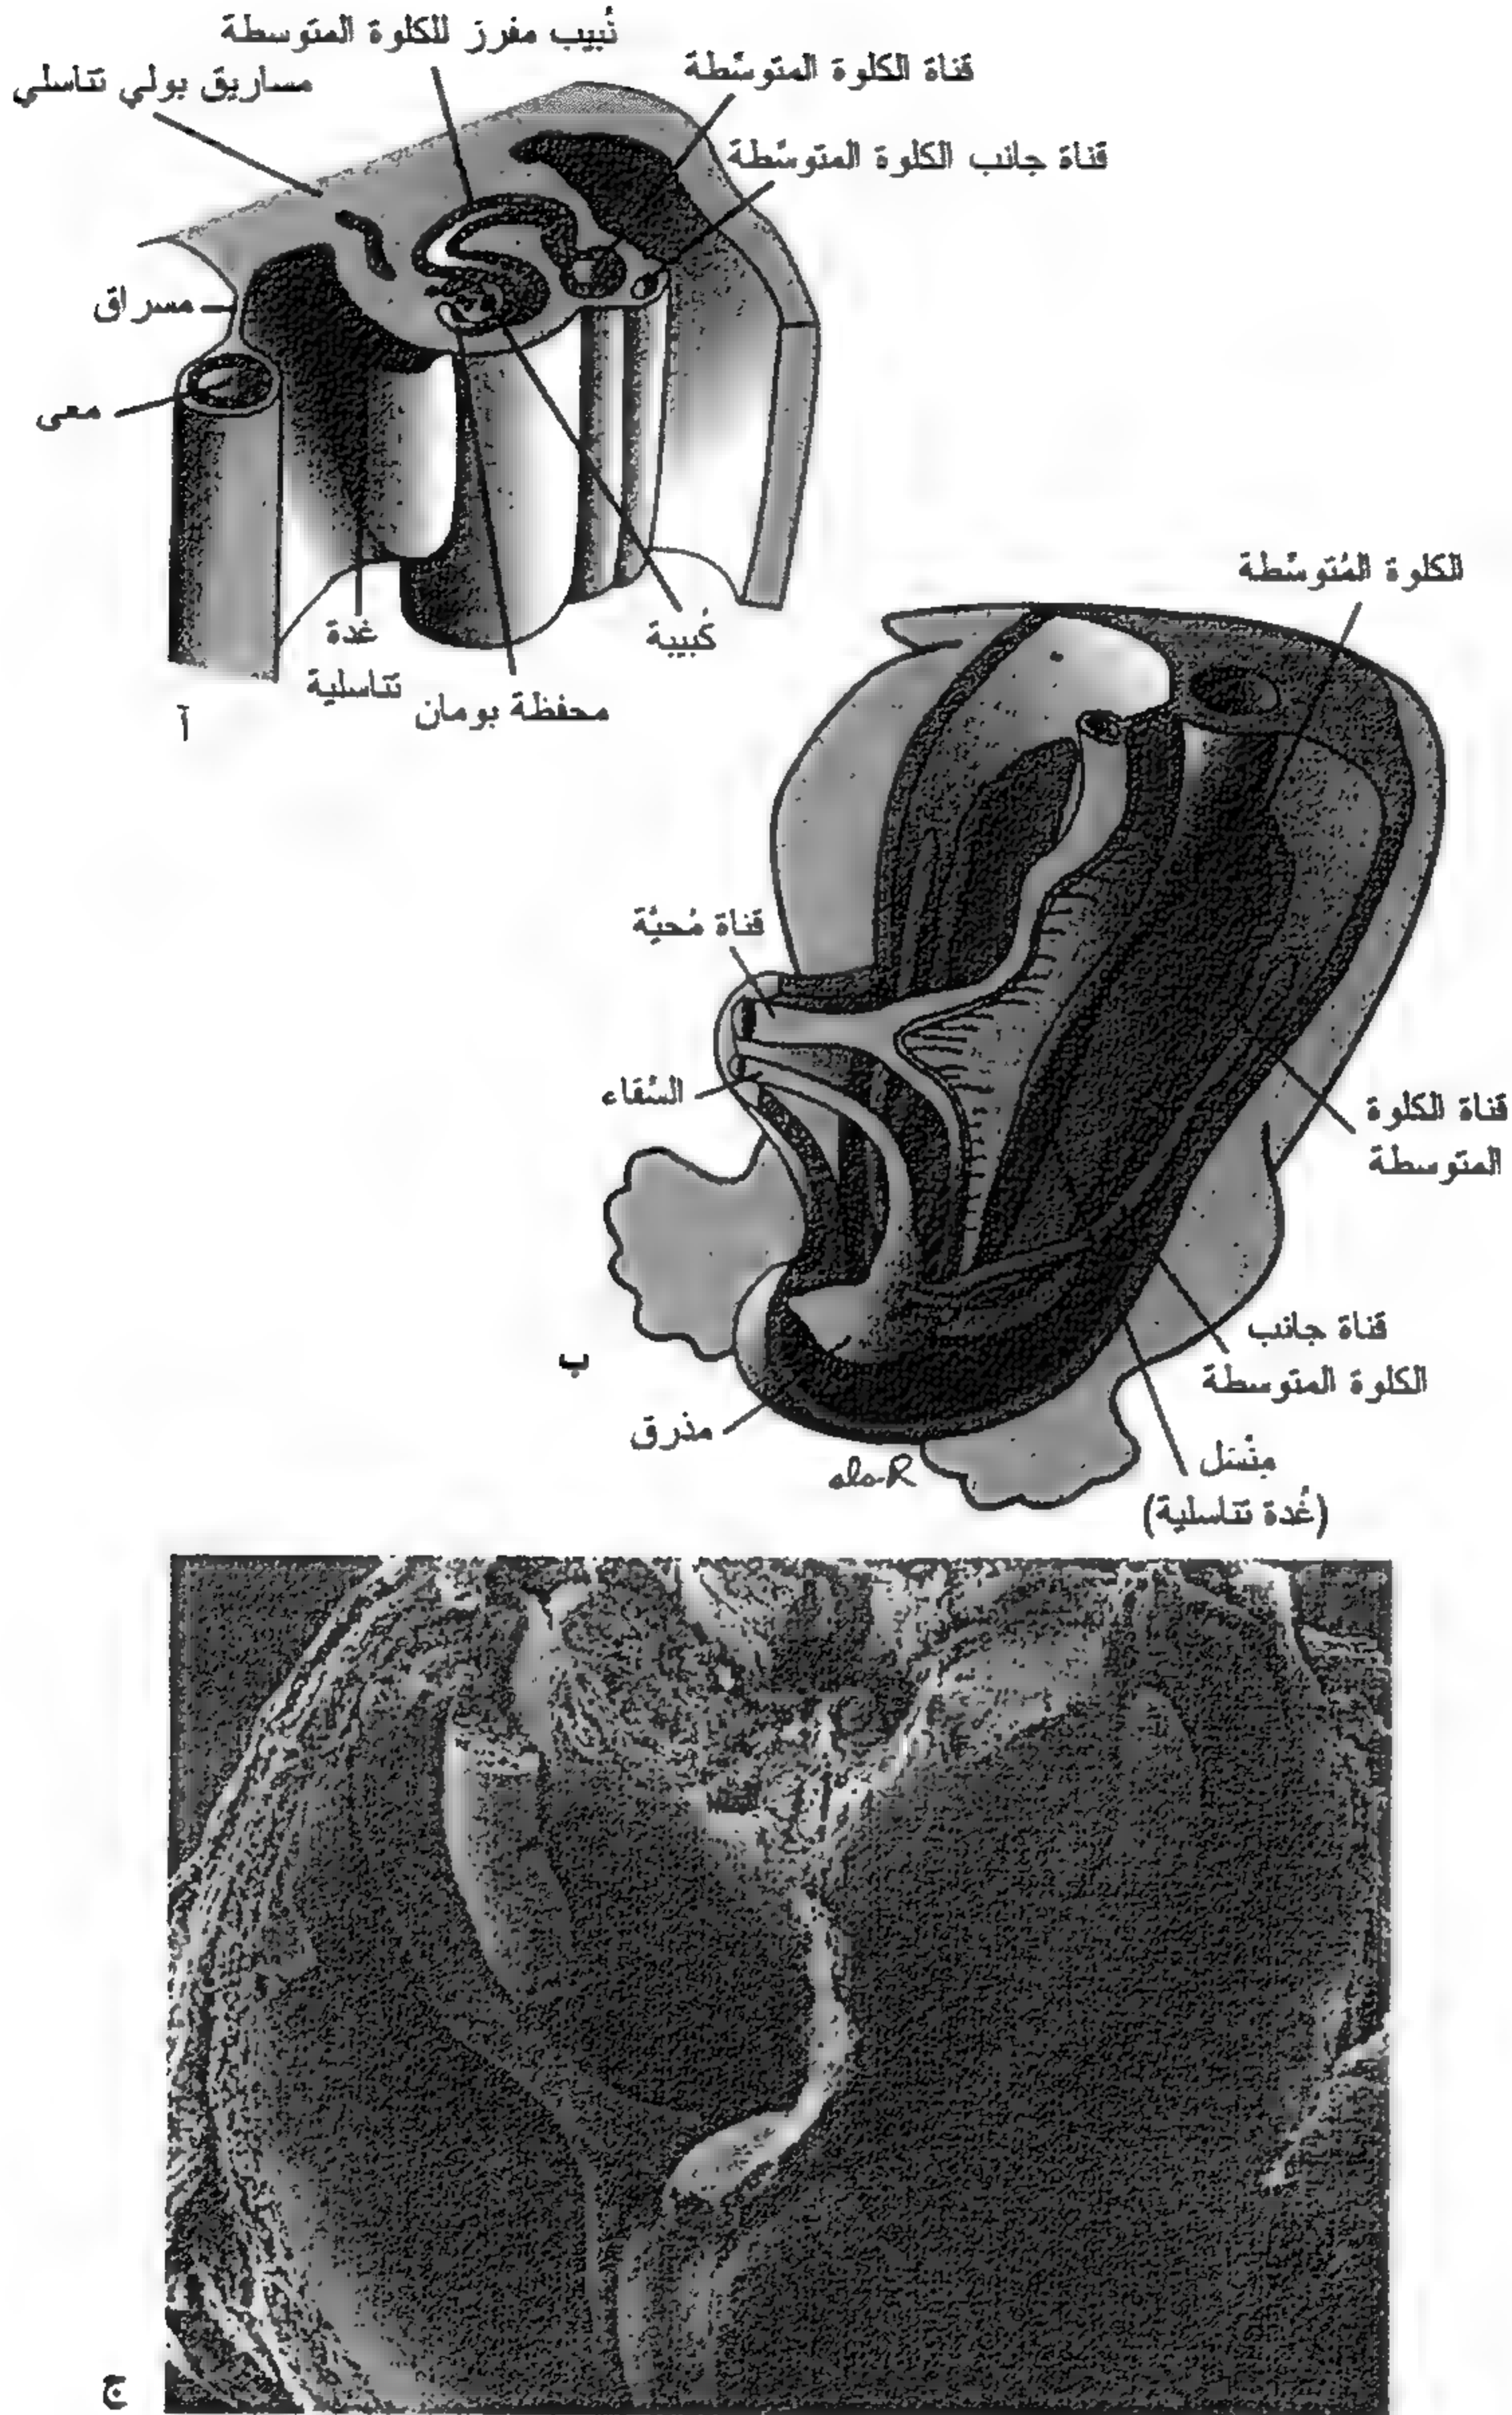 نُبيب مفرز للكلوة المتوسطة
مساريق بولي تناسلي
قناة الكلوة المتوسّطة
قناة جانب الكلوة المتوسّطة
مسراق
معى
غدة
تناسلية
محفظة بومان
كُبيبة
آ
الكلوة المُتوسّطة
قناة مُحيّة
السّقاء
قناة الكلوة
المتوسطة
قناة جانب
الكلوة المتوسطة
مذرق
مِنْسَل
(غُدة تناسلية)
ب
ج